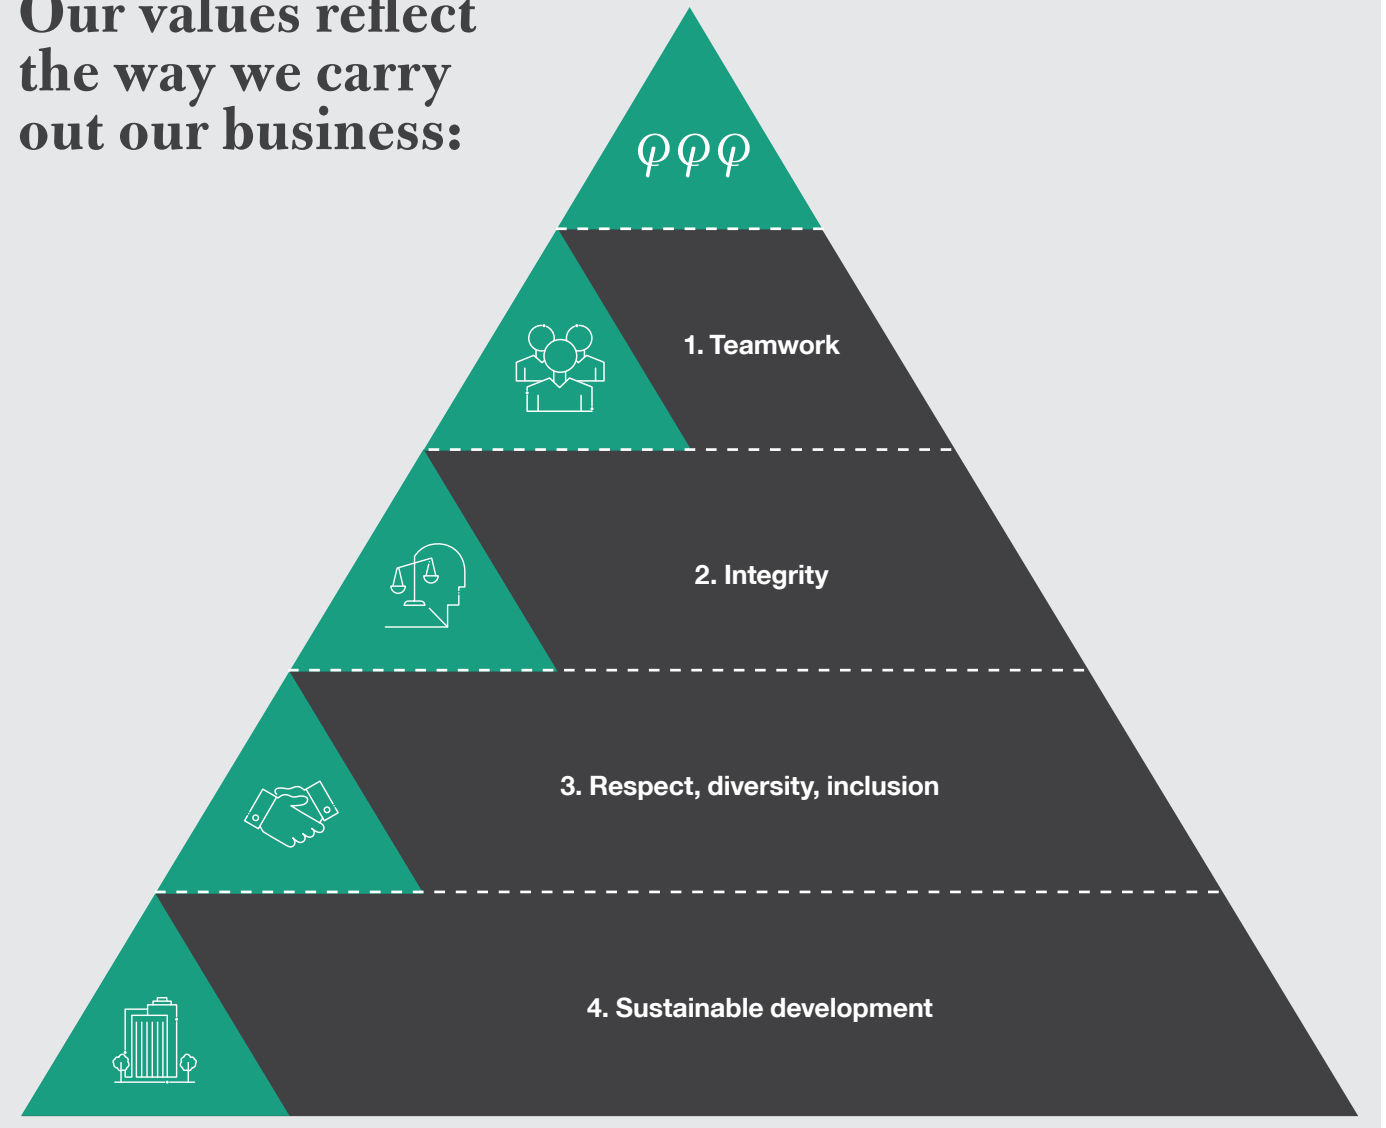 Our values reflect
the way we carry
out our business:
φφφ
1. Teamwork
2. Integrity
3. Respect, diversity, inclusion
4. Sustainable development